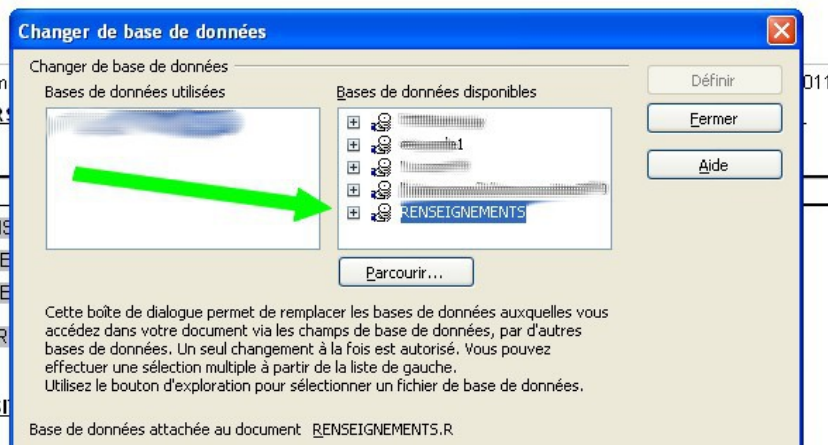 Changer de base de données
Changer de base de données
Bases de données utilisées
Bases de données disponibles
RENSEIGNEMENTS
Parcourir...
Définir
Fermer
Aide
Cette boîte de dialogue permet de remplacer les bases de données auxquelles vous
accédez dans votre document via les champs de base de données, par d'autres
bases de données. Un seul changement à la fois est autorisé. Vous pouvez
effectuer une sélection multiple à partir de la liste de gauche.
Utilisez le bouton d'exploration pour sélectionner un fichier de base de données.
Base de données attachée au document RENSEIGNEMENTS.R